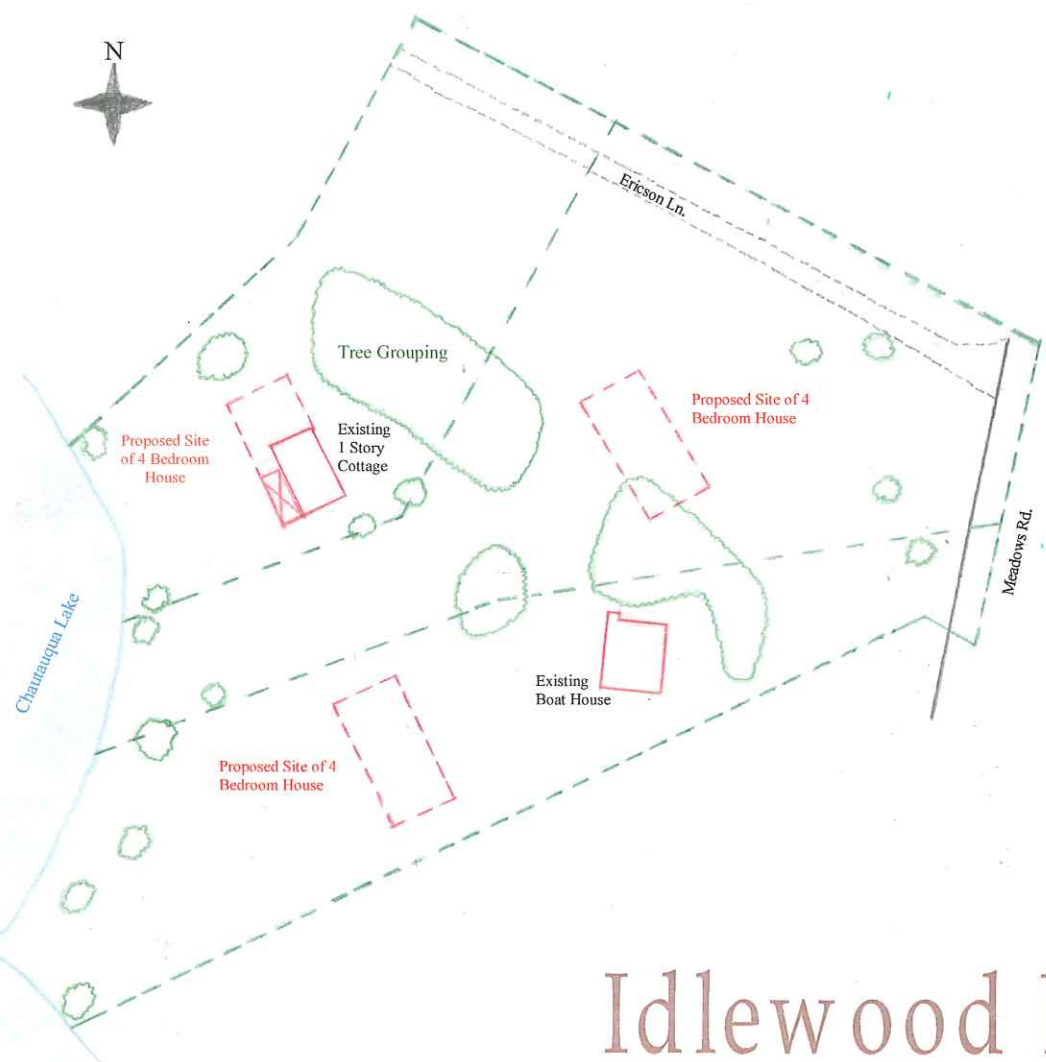 N
Ericson Ln.
Tree Grouping
Proposed Site of 4
Bedroom House
Existing
1 Story
Cottage
Proposed Site
of 4 Bedroom
House
Meadows Rd.
Chautauqua Lake
Existing
Boat House
Proposed Site of 4
Bedroom House
Idlewood